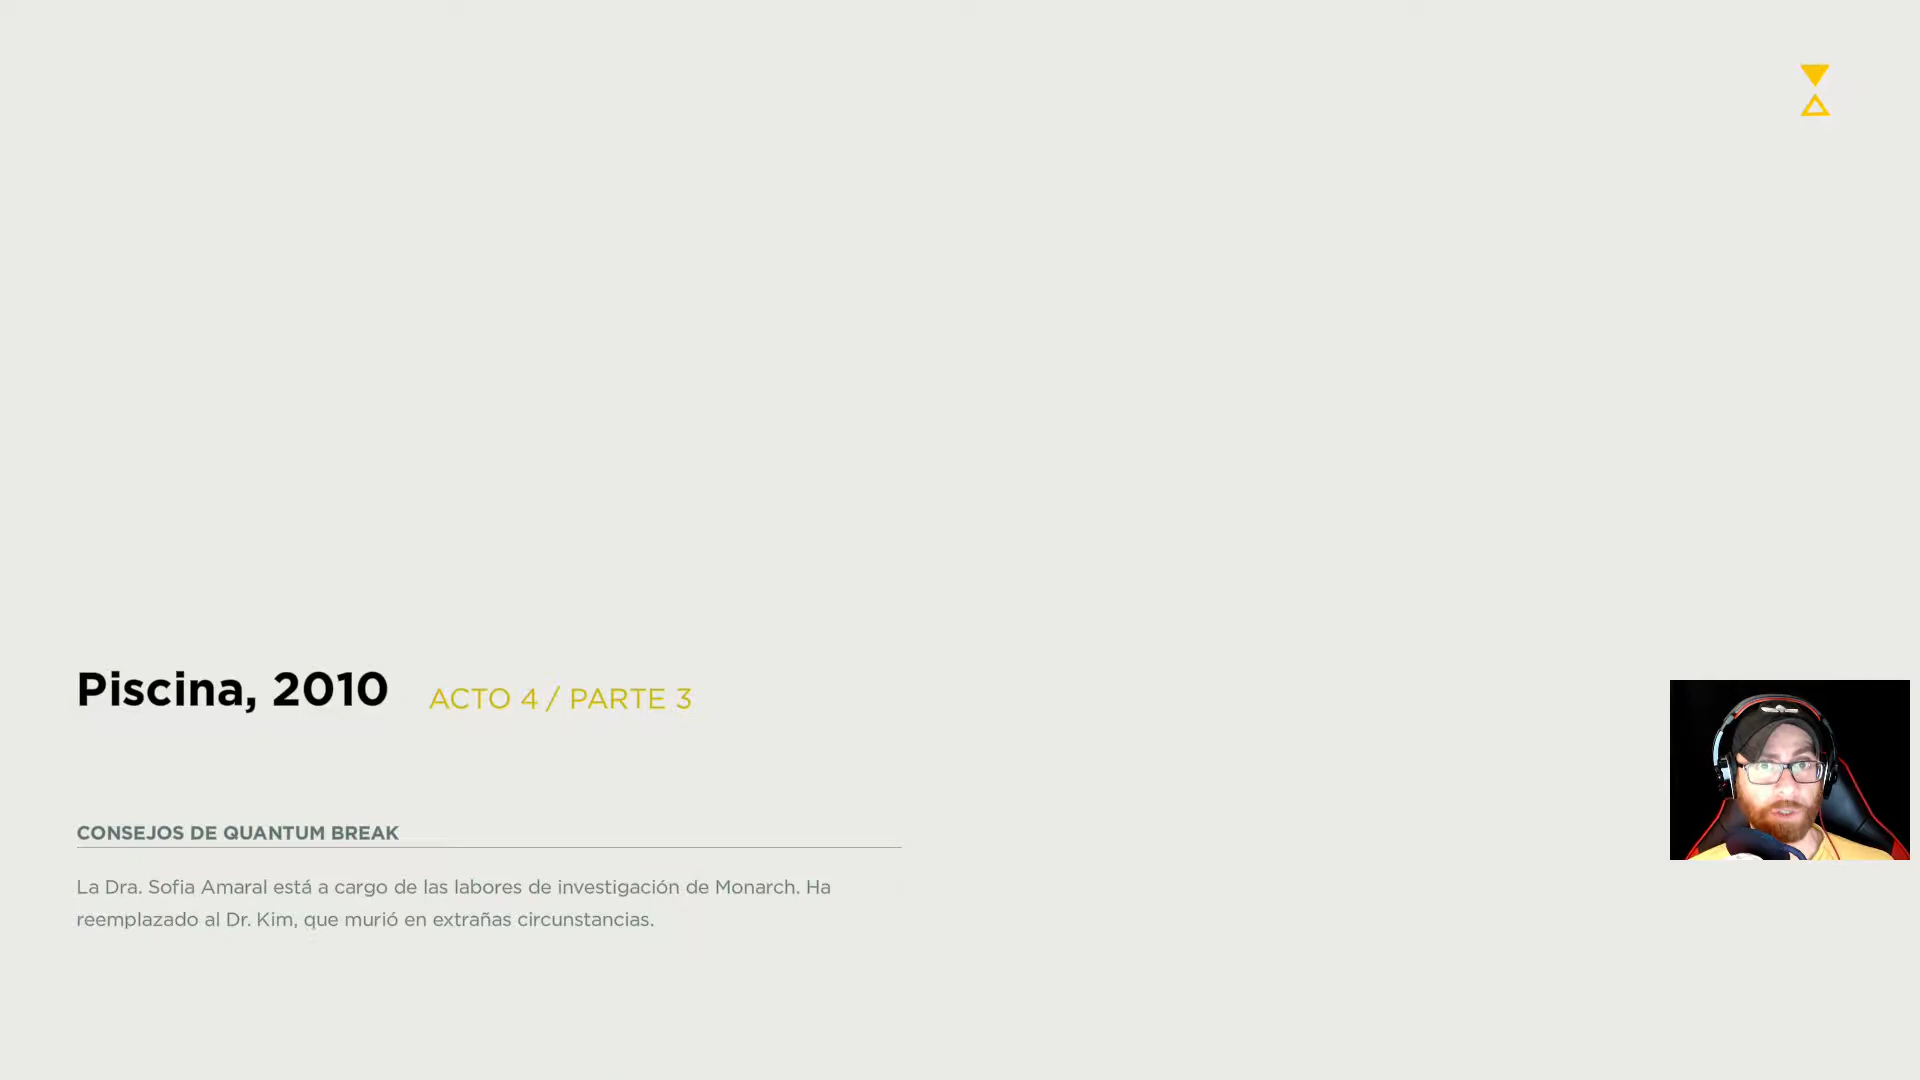 Piscina, 2010 ACTO 4 / PARTE 3
CONSEJOS DE QUANTUM BREAK
La Dra. Sofia Amaral está a cargo de las labores de investigación de Monarch. Ha
reemplazado al Dr. Kim, que murió en extrañas circunstancias.